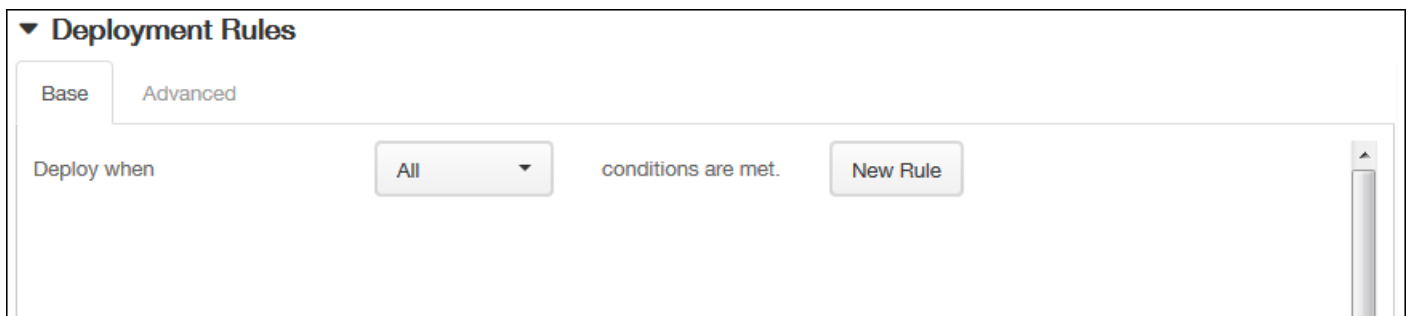 Deployment Rules
Base Advanced
Deploy when All conditions are met. New Rule